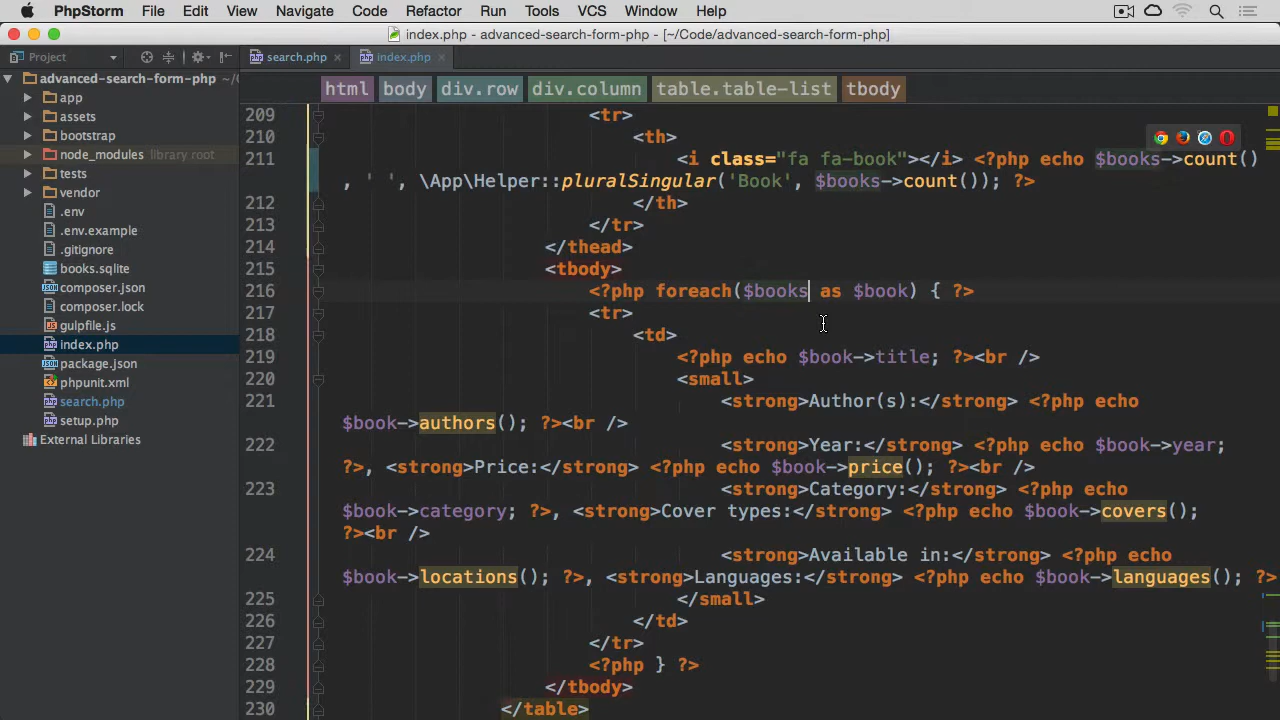 PhpStorm File Edit View Navigate Code Refactor Run Tools VCS Window Help
index.php - advanced-search-form-php - [~/Code/advanced-search-form-php]
Project
search.php
index.php
advanced-search-form-php
app
assets
bootstrap
node_modules library root
tests
vendor
.env
.env.example
.gitignore
books.sqlite
composer.json
composer.lock
gulpfile.js
index.php
package.json
phpunit.xml
search.php
setup.php
External Libraries
html body div.row div.column table.table-list tbody
209 <tr>
210 <th>
211 <i class="fa fa-book"></i> <?php echo $books->count()
, ' ', \App\Helper::pluralSingular('Book', $books->count()); ?>
212 </th>
213 </tr>
214 </thead>
215 <tbody>
216 <?php foreach($books as $book) { ?>
217 <tr>
218 <td>
219 <?php echo $book->title; ?><br />
220 <small>
221 <strong>Author(s):</strong> <?php echo
$book->authors(); ?><br />
222 <strong>Year:</strong> <?php echo $book->year;
?>, <strong>Price:</strong> <?php echo $book->price(); ?><br />
223 <strong>Category:</strong> <?php echo
$book->category; ?>, <strong>Cover types:</strong> <?php echo $book->covers();
?><br />
224 <strong>Available in:</strong> <?php echo
$book->locations(); ?>, <strong>Languages:</strong> <?php echo $book->languages(); ?>
225 </small>
226 </td>
227 </tr>
228 <?php } ?>
229 </tbody>
230 </table>